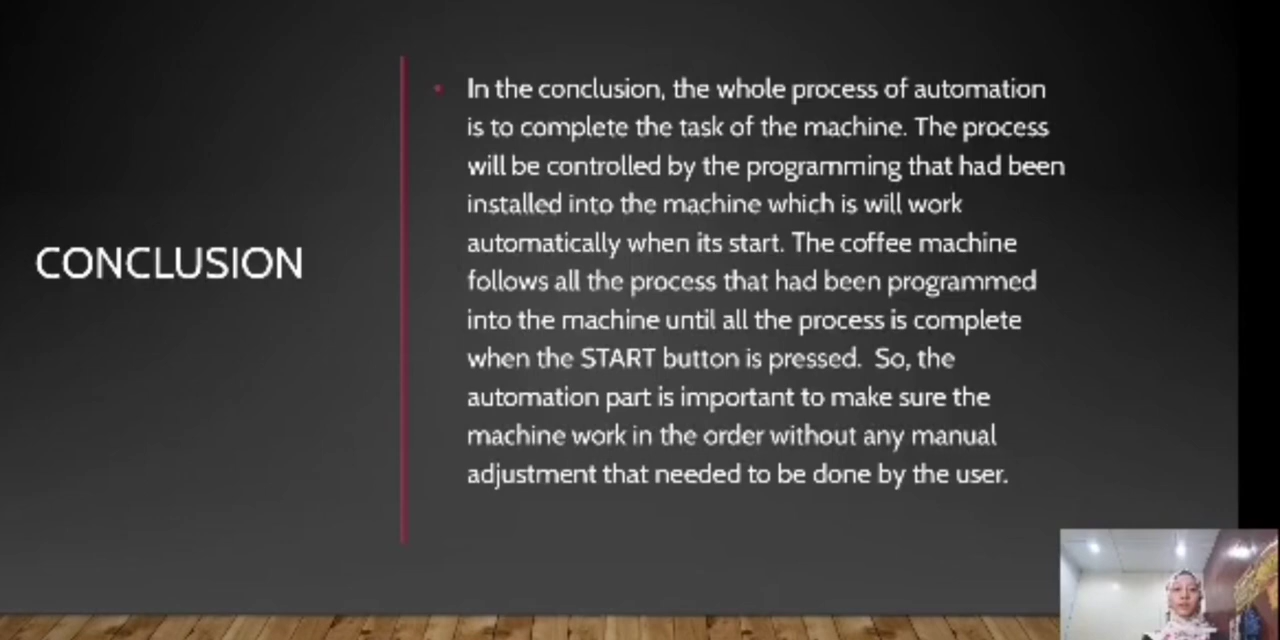 CONCLUSION
In the conclusion, the whole process of automation
is to complete the task of the machine. The process
will be controlled by the programming that had been
installed into the machine which is will work
automatically when its start. The coffee machine
follows all the process that had been programmed
into the machine until all the process is complete
when the START button is pressed. So, the
automation part is important to make sure the
machine work in the order without any manual
adjustment that needed to be done by the user.